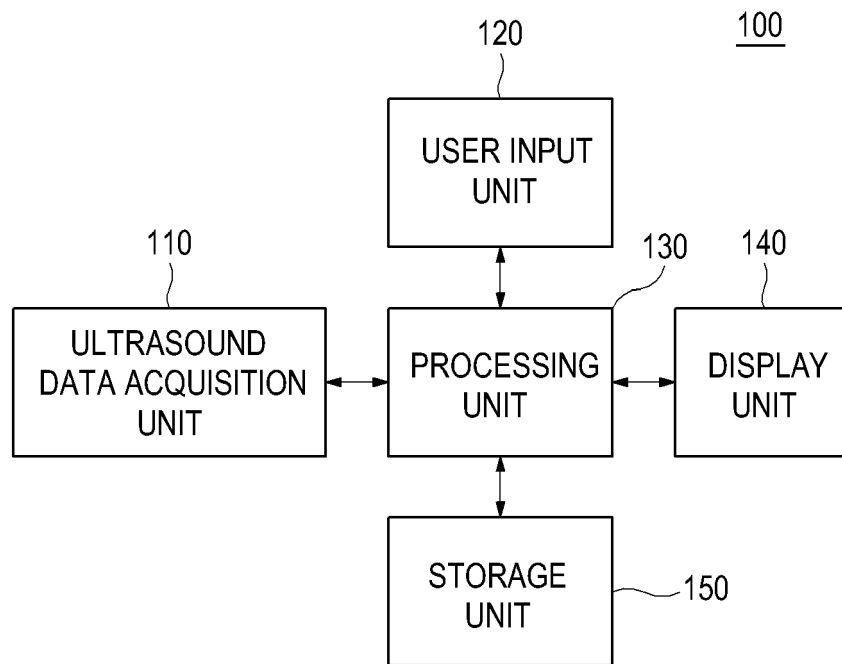 100
120
USER INPUT
UNIT
110
130
140
ULTRASOUND
DATA ACQUISITION
UNIT
PROCESSING
UNIT
DISPLAY
UNIT
STORAGE
UNIT
150